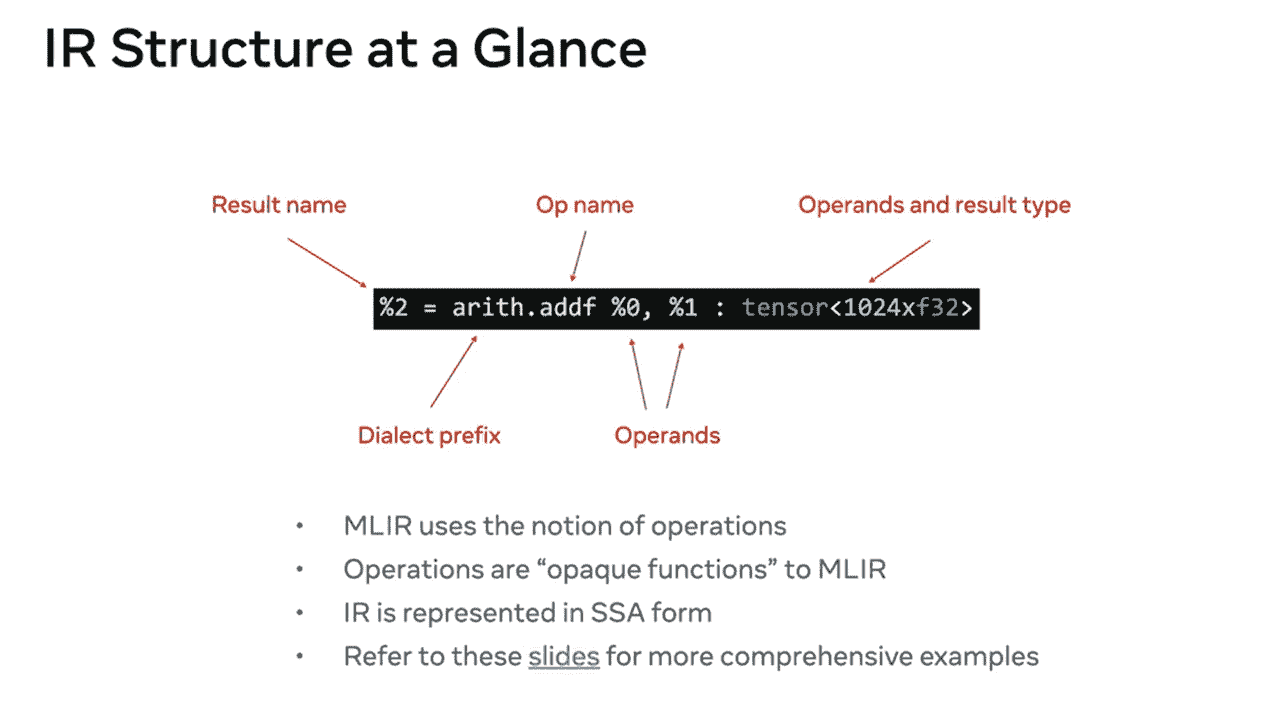 IR Structure at a Glance
Result name
Op name
Operands and result type
%2 = arith.addf %0, %1 : tensor<1024xf32>
Dialect prefix
Operands
• MLIR uses the notion of operations
• Operations are “opaque functions” to MLIR
• IR is represented in SSA form
• Refer to these slides for more comprehensive examples